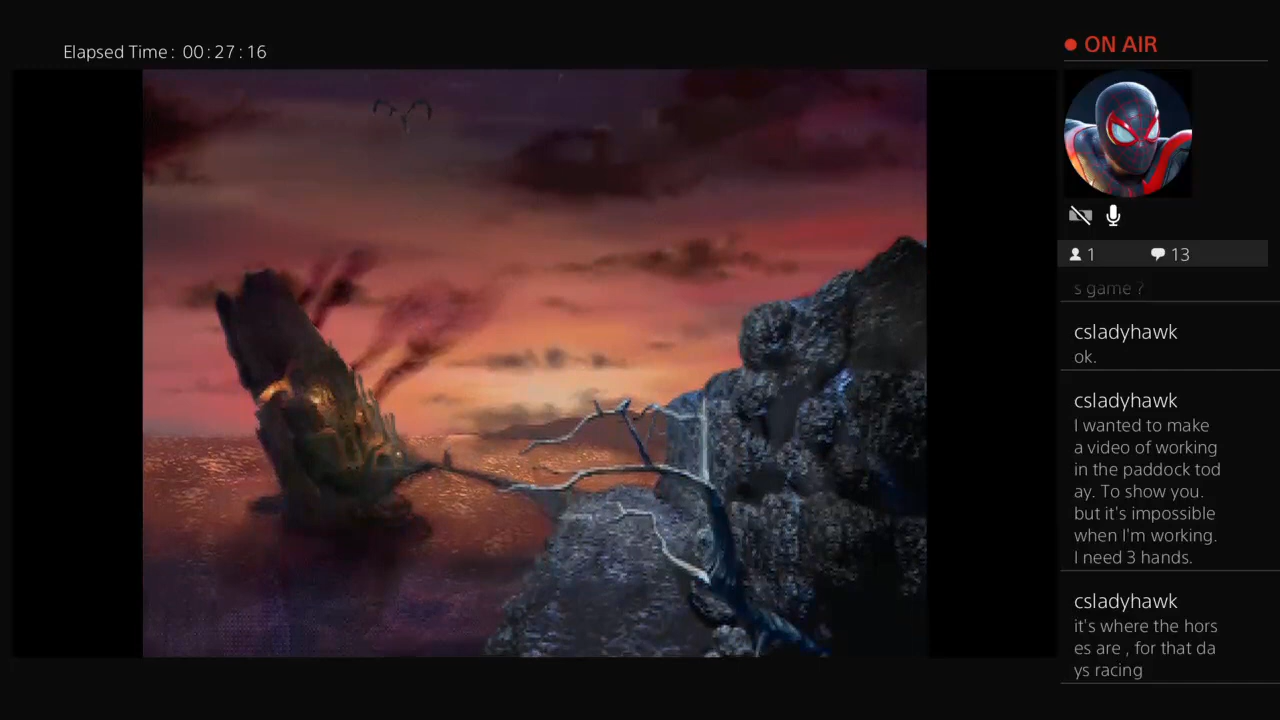 Elapsed Time: 00:27:16
ON AIR
1
13
s game ?
csladyhawk
ok.
csladyhawk
I wanted to make
a video of working
in the paddock tod
ay. To show you.
but it's impossible
when I'm working.
I need 3 hands.
csladyhawk
it's where the hors
es are , for that da
ys racing